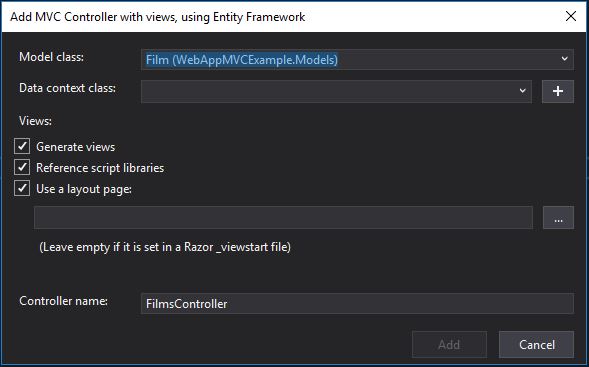 Add MVC Controller with views, using Entity Framework
Model class: Film (WebAppMVCExample.Models)
Data context class: +
Views:
Generate views
Reference script libraries
Use a layout page:
...
(Leave empty if it is set in a Razor _viewstart file)
Controller name: FilmsController
Add Cancel